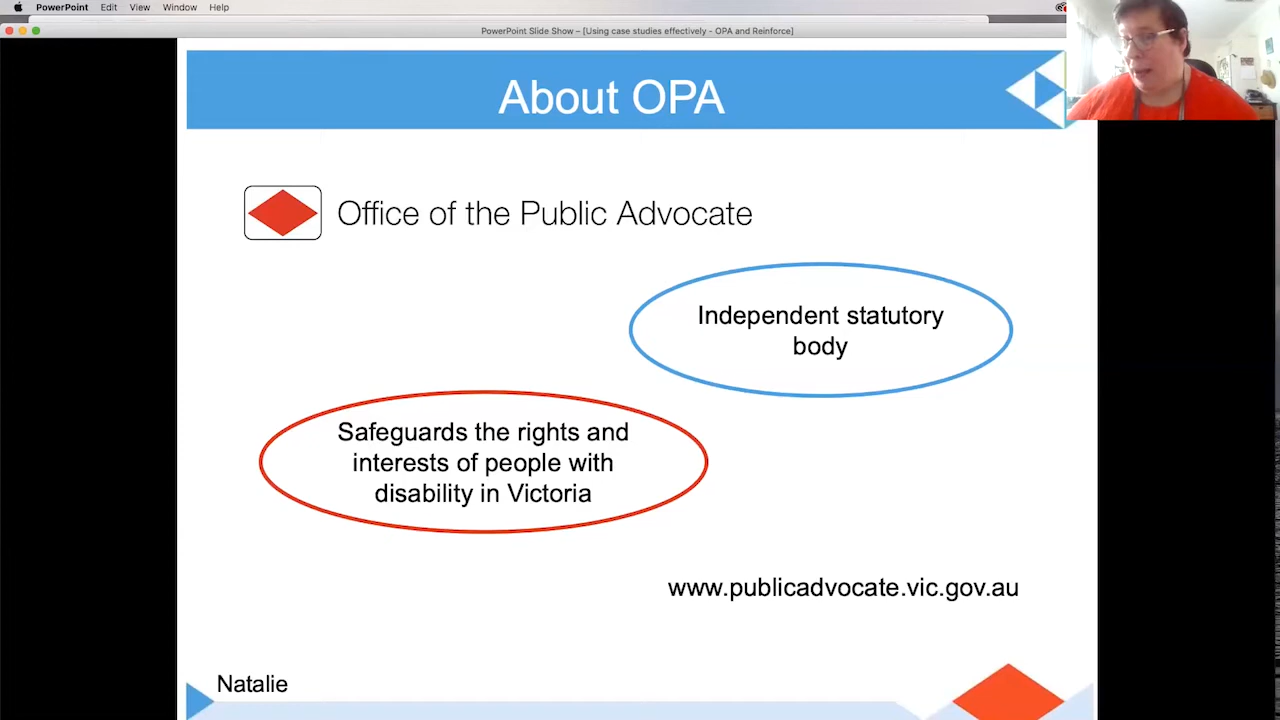 PowerPoint Edit View Window Help
PowerPoint Slide Show – [Using case studies effectively - OPA and Reinforce]
About OPA
Office of the Public Advocate
Independent statutory
body
Safeguards the rights and
interests of people with
disability in Victoria
www.publicadvocate.vic.gov.au
Natalie